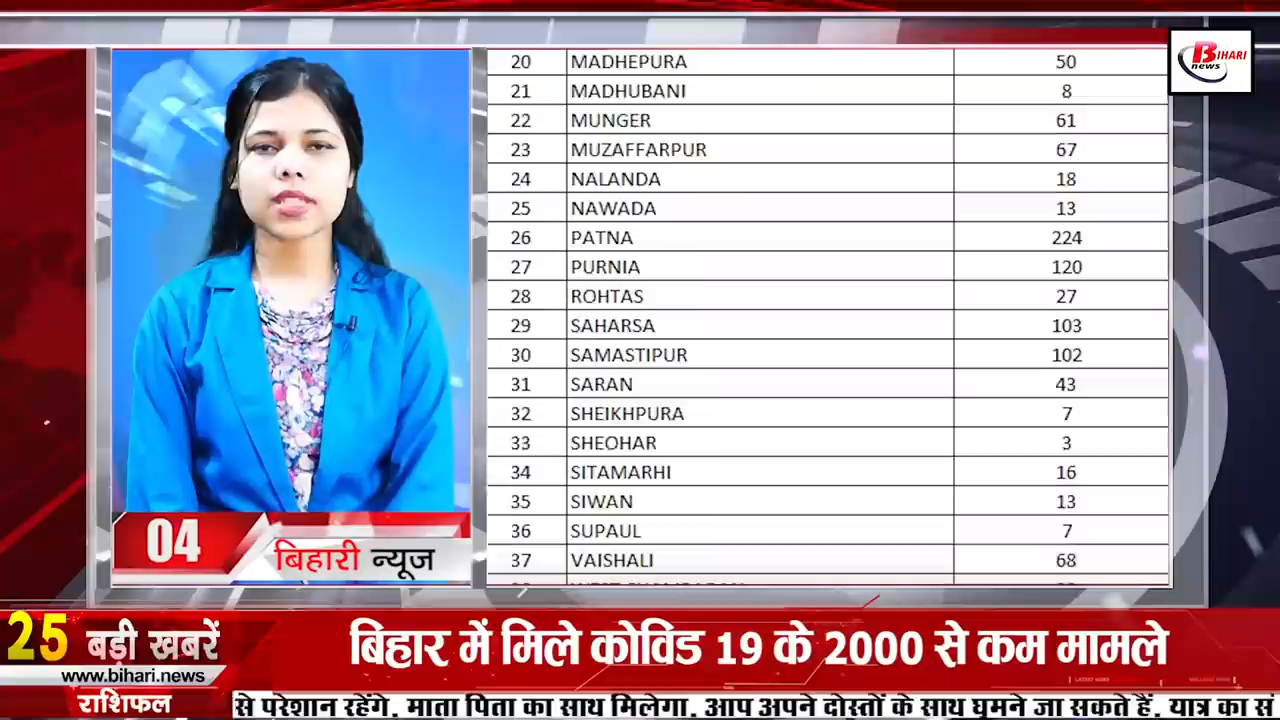 BIHARI
news
20 MADHEPURA 50
21 MADHUBANI 8
22 MUNGER 61
23 MUZAFFARPUR 67
24 NALANDA 18
25 NAWADA 13
26 PATNA 224
27 PURNIA 120
28 ROHTAS 27
29 SAHARSA 103
30 SAMASTIPUR 102
31 SARAN 43
32 SHEIKHPURA 7
33 SHEOHAR 3
34 SITAMARHI 16
35 SIWAN 13
36 SUPAUL 7
37 VAISHALI 68
04
बिहारी न्यूज
25 बड़ी खबरें
www.bihari.news
बिहार में मिले कोविड 19 के 2000 से कम मामले
राशिफल
से परेशान रहेंगे. माता पिता का साथ मिलेगा. आप अपने दोस्तों के साथ घुमने जा सकते हैं. यात्र का सं